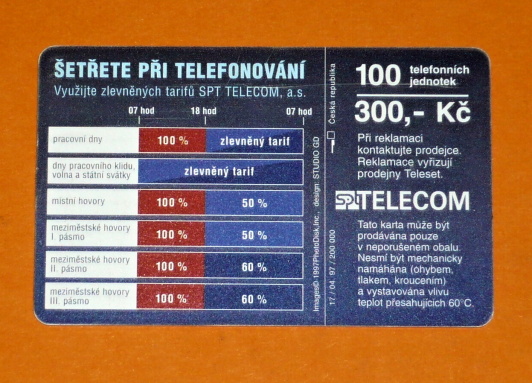 ŠETŘETE PŘI TELEFONOVÁNÍ
Využijte zlevněných tarifů SPT TELECOM, a.s.
07 hod 18 hod 07 hod
pracovní dny 100 % zlevněný tarif
dny pracovního klidu,
volna a státní svátky zlevněný tarif
místní hovory 100 % 50 %
meziměstské hovory
I. pásmo 100 % 50 %
meziměstské hovory
II. pásmo 100 % 60 %
meziměstské hovory
III. pásmo 100 % 60 %
Images©1997PhotoDisk,Inc., design: STUDIO GD
Česká republika
17 / 04. 97 / 200 000
100 telefonních
jednotek
300,- Kč
Při reklamaci
kontaktujte prodejce.
Reklamace vyřizují
prodejny Teleset.
SPT TELECOM
Tato karta může být
prodávána pouze
v neporušeném obalu.
Nesmí být mechanicky
namáhána (ohybem,
tlakem, kroucením)
a vystavována vlivu
teplot přesahujících 60°C.